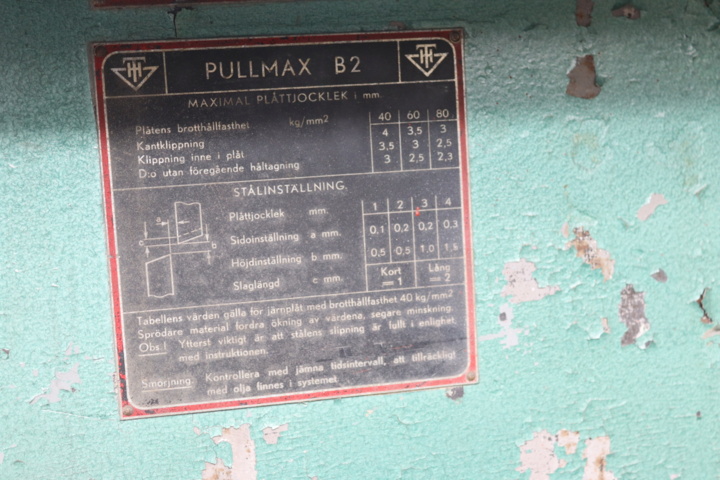 PULLMAX B2
MAXIMAL PLÅTTJOCKLEK i mm.
Plåtens brotthållfasthet kg/mm² 40 60 80
Kantklippning 4 3,5 3
Klippning inne i plåt 3,5 3 2,5
D:o utan föregående håltagning 3 2,5 2,3
STÅLINSTÄLLNING.
Plåttjocklek mm. 1 2 3 4
Sidoinställning a mm. 0,1 0,2 0,2 0,3
Höjdinställning b mm. 0,5 0,5 1,0
Slaglängd c mm. Kort = 1 Lång = 2
a
c b
Tabellens värden gälla för järnplåt med brotthållfasthet 40 kg/mm²
Sprödare material fordra ökning av värdena, segare minskning.
Obs.! Ytterst viktigt är att stålens slipning är fullt i enlighet
med instruktionen.
Smörjning. Kontrollera med jämna tidsintervall, att tillräckligt
med olja finnes i systemet.